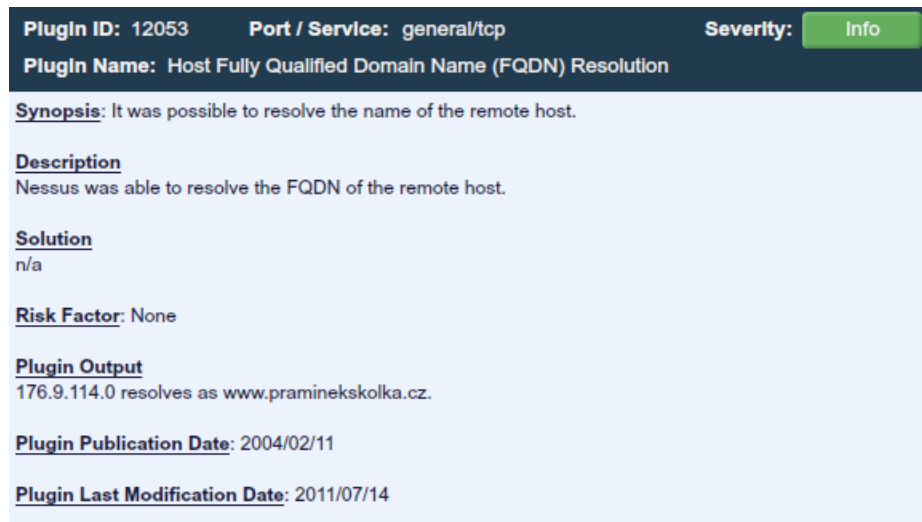 Plugin ID: 12053 Port / Service: general/tcp Severity: Info
Plugin Name: Host Fully Qualified Domain Name (FQDN) Resolution
Synopsis: It was possible to resolve the name of the remote host.
Description
Nessus was able to resolve the FQDN of the remote host.
Solution
n/a
Risk Factor: None
Plugin Output
176.9.114.0 resolves as www.praminekskolka.cz.
Plugin Publication Date: 2004/02/11
Plugin Last Modification Date: 2011/07/14